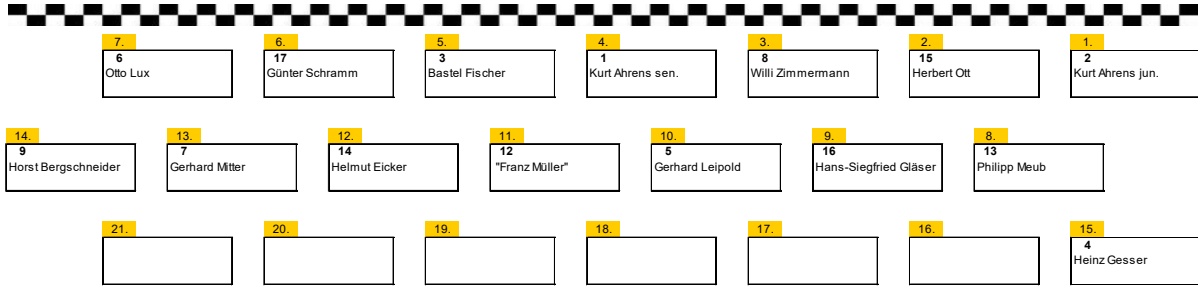 7. 6. 5. 4. 3. 2. 1.
6 17 3 1 8 15 2
Otto Lux Günter Schramm Bastel Fischer Kurt Ahrens sen. Willi Zimmermann Herbert Ott Kurt Ahrens jun.
14. 13. 12. 11. 10. 9. 8.
9 7 14 12 5 16 13
Horst Bergschneider Gerhard Mitter Helmut Eicker "Franz Müller" Gerhard Leipold Hans-Siegfried Gläser Philipp Meub
21. 20. 19. 18. 17. 16. 15.
4
Heinz Gesser